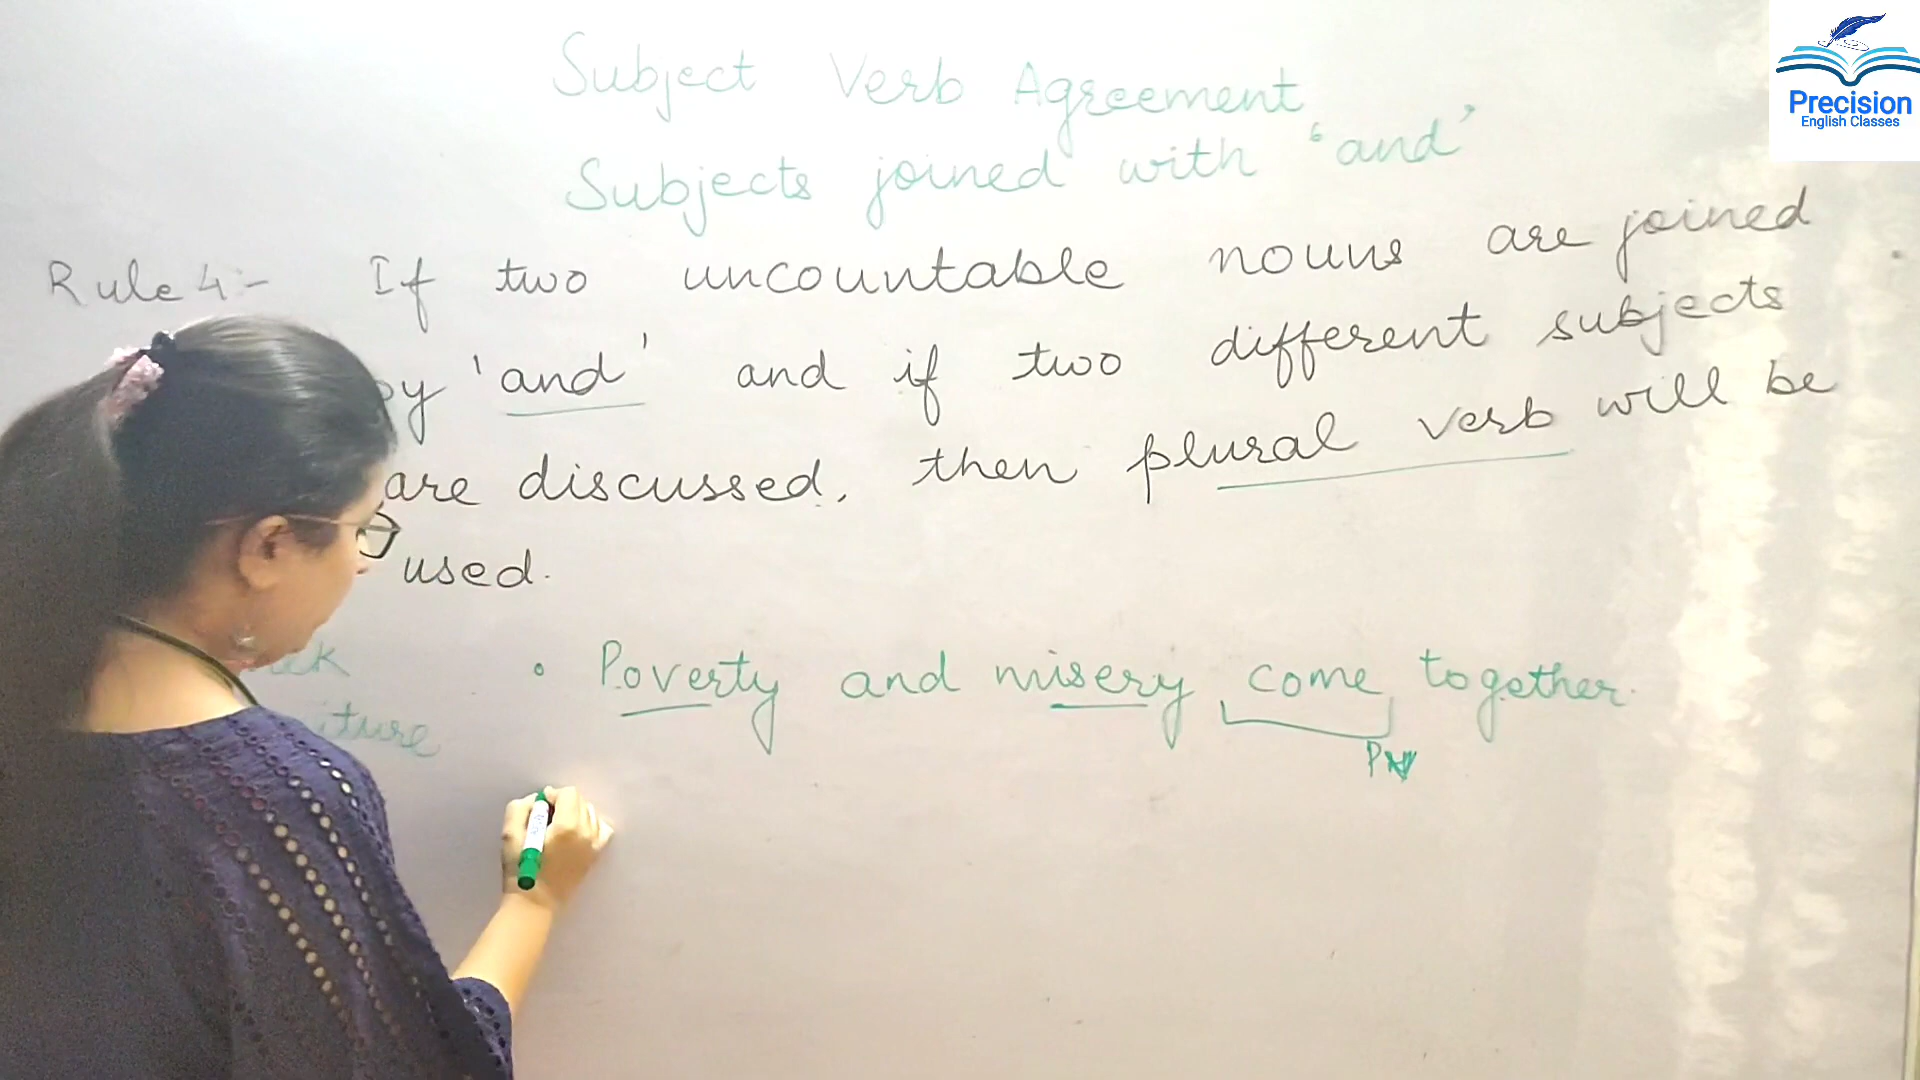 Precision
English Classes
Subject Verb Agreement
Subjects joined with 'and'
Rule 4:- If two uncountable nouns are joined
by 'and' and if two different subjects
are discussed, then plural verb will be
used.
• Poverty and misery come together.